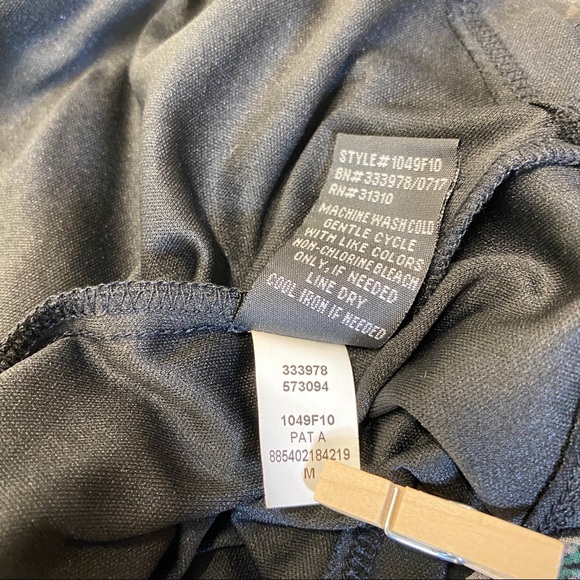 STYLE#1049F10
BN#333978/0717
RN#31310
MACHINE WASH COLD
GENTLE CYCLE
WITH LIKE COLORS
NON-CHLORINE BLEACH
ONLY, IF NEEDED
LINE DRY
COOL IRON IF NEEDED
333978
573094
1049F10
PAT A
885402184219
M